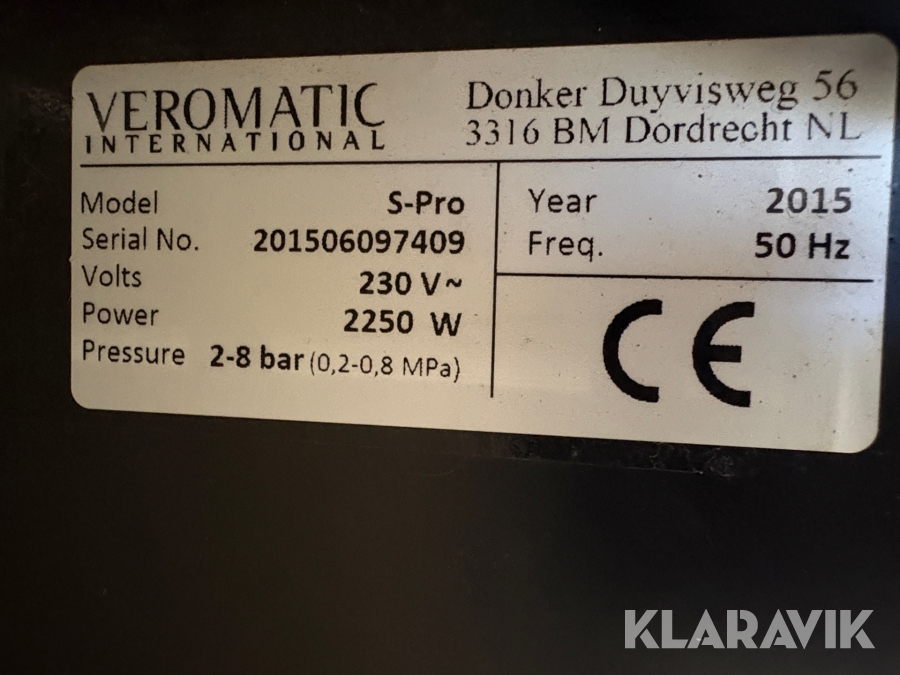 VEROMATIC
INTERNATIONAL
Donker Duyvisweg 56
3316 BM Dordrecht NL
Model S-Pro
Serial No. 201506097409
Volts 230 V~
Power 2250 W
Pressure 2-8 bar (0,2-0,8 MPa)
Year 2015
Freq. 50 Hz
CE
KLARAVIK